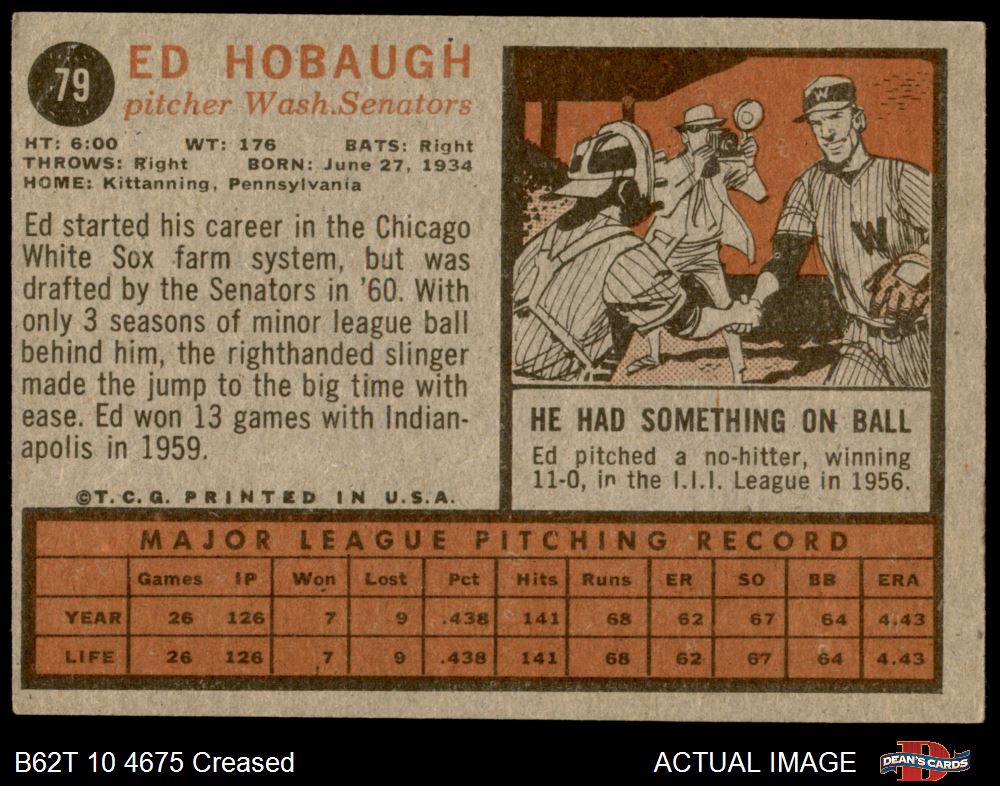 79
ED HOBAUGH
pitcher Wash.Senators
HT: 6:00 WT: 176 BATS: Right
THROWS: Right BORN: June 27, 1934
HOME: Kittanning, Pennsylvania
Ed started his career in the Chicago
White Sox farm system, but was
drafted by the Senators in '60. With
only 3 seasons of minor league ball
behind him, the righthanded slinger
made the jump to the big time with
ease. Ed won 13 games with Indian-
apolis in 1959.
©T.C.G. PRINTED IN U.S.A.
W
W
HE HAD SOMETHING ON BALL
Ed pitched a no-hitter, winning
11-0, in the I.I.I. League in 1956.
MAJOR LEAGUE PITCHING RECORD
Games IP Won Lost Pct Hits Runs ER SO BB ERA
YEAR 26 126 7 9 .438 141 68 62 67 64 4.43
LIFE 26 126 7 9 .438 141 68 62 67 64 4.43
B62T 10 4675 Creased
ACTUAL IMAGE
D
DEAN'S CARDS